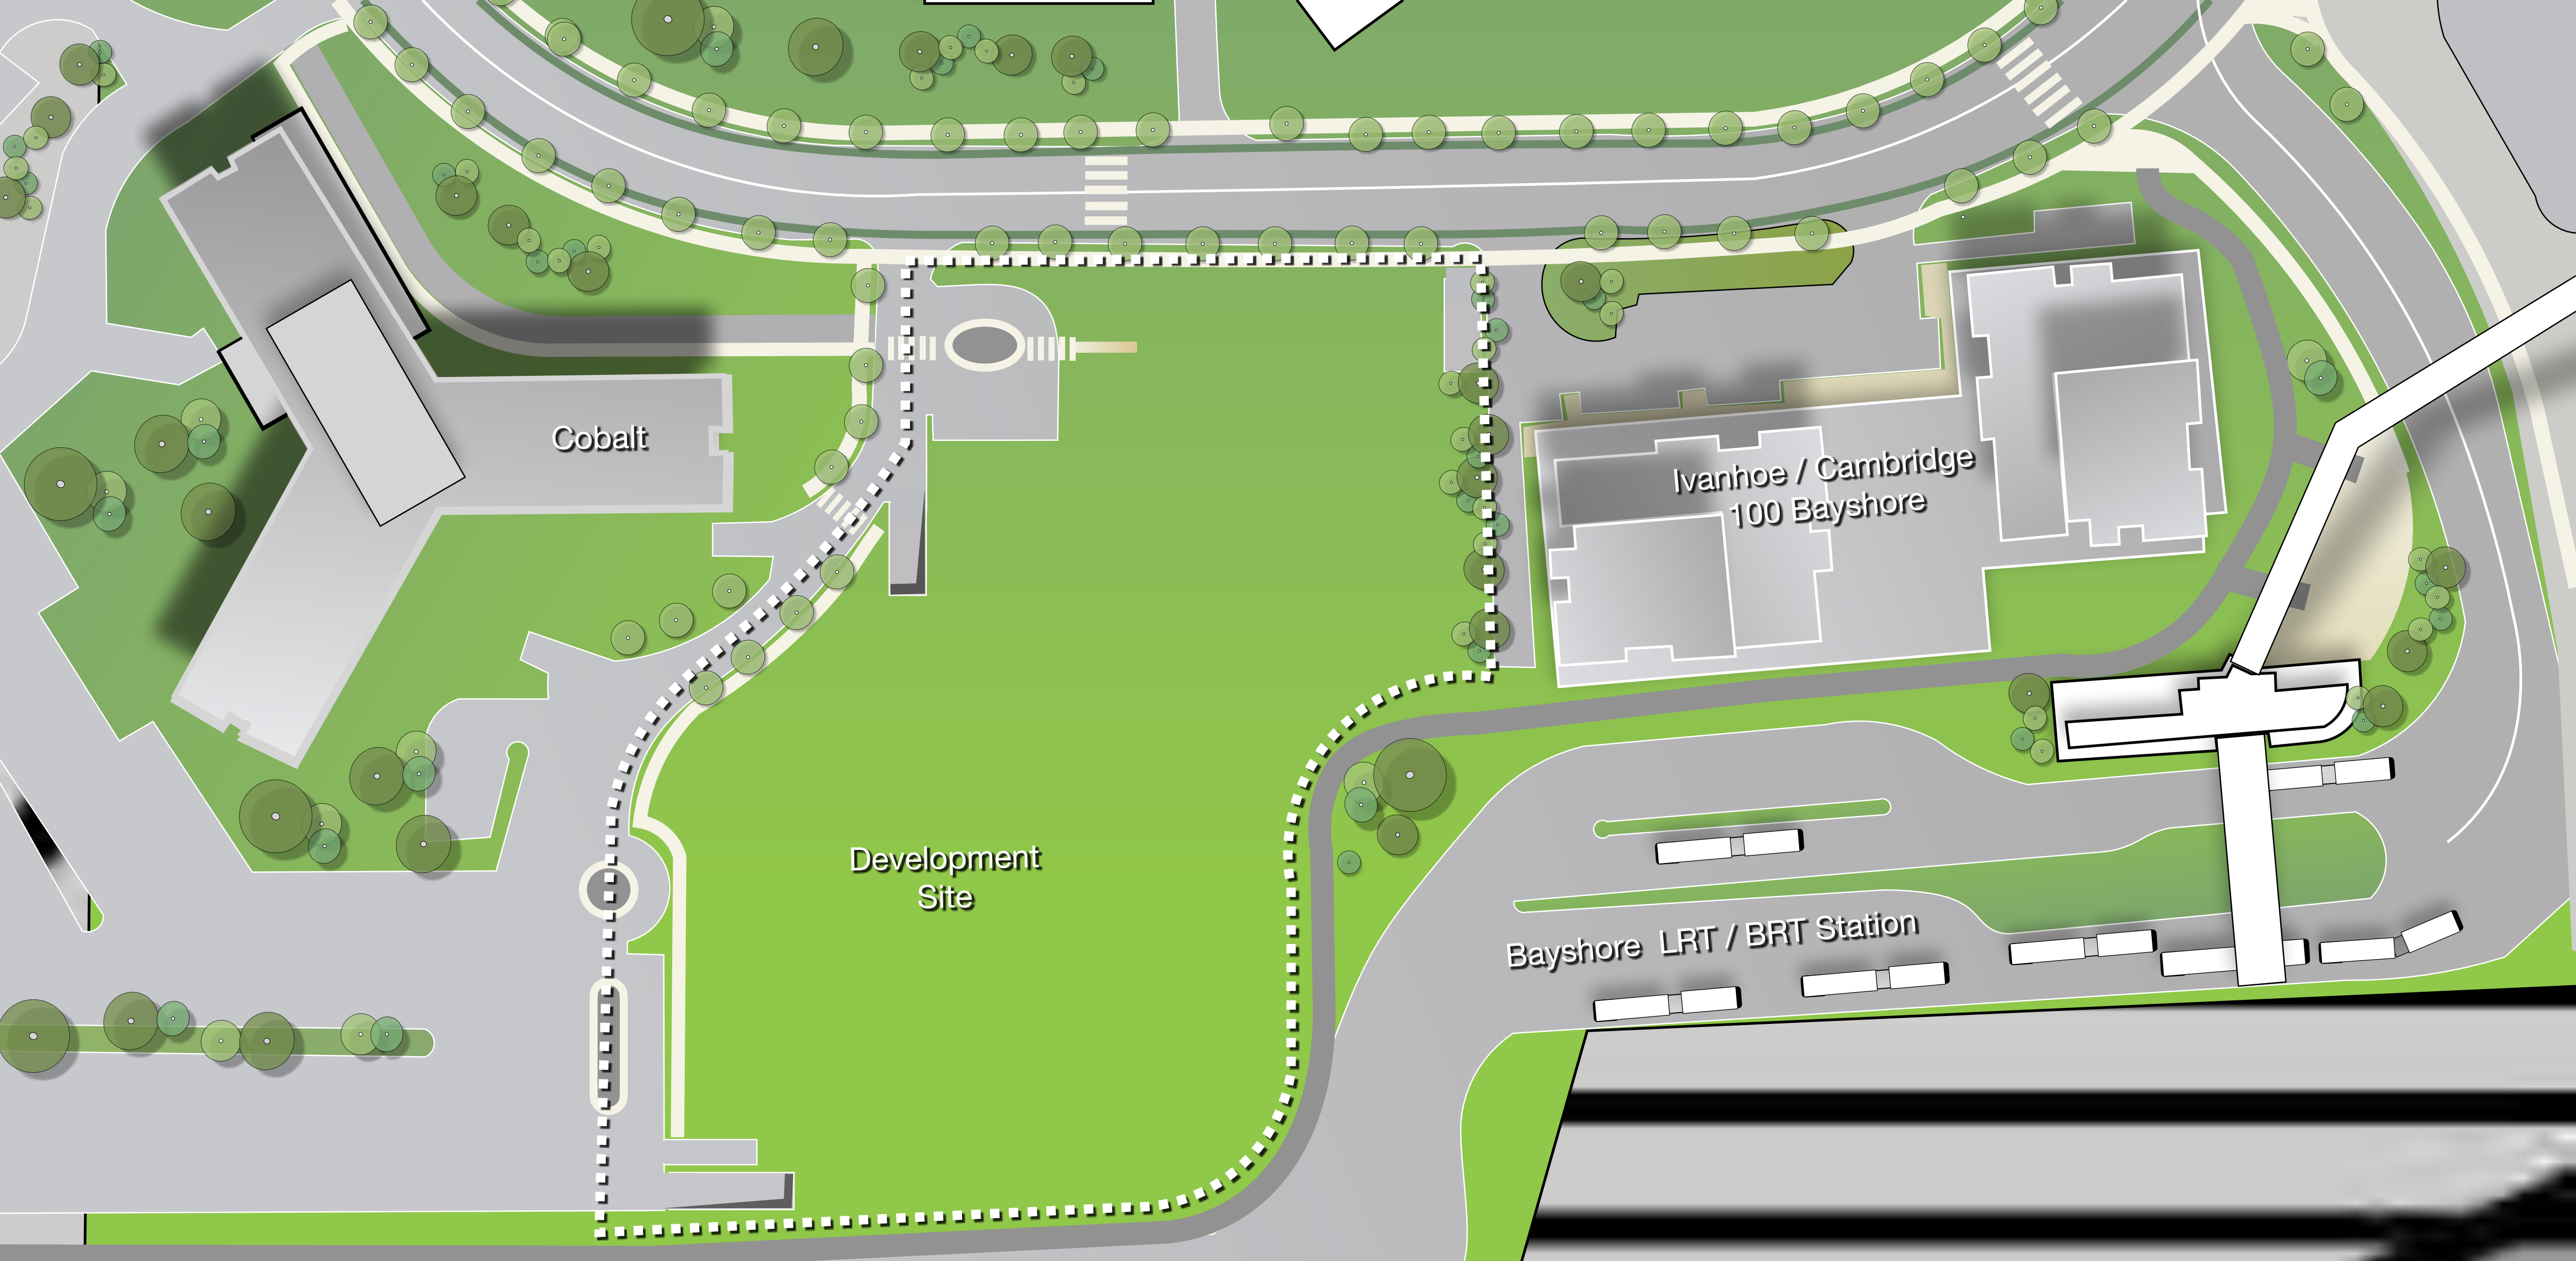 Cobalt
Ivanhoe / Cambridge
100 Bayshore
Development
Site
Bayshore LRT / BRT Station